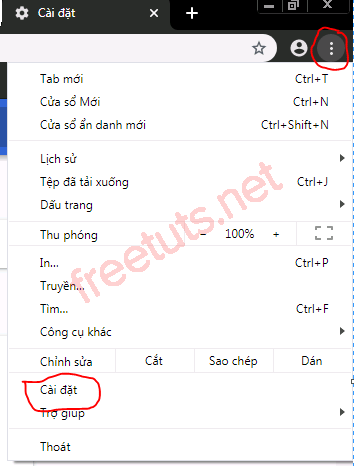 Cài đặt
Tab mới Ctrl+T
Cửa sổ Mới Ctrl+N
Cửa sổ ẩn danh mới Ctrl+Shift+N
Lịch sử
Tệp đã tải xuống Ctrl+J
Dấu trang
Thu phóng − 100% +
In... Ctrl+P
Truyền...
Tìm... Ctrl+F
Công cụ khác
Chỉnh sửa Cắt Sao chép Dán
Cài đặt
Trợ giúp
Thoát
freetuts.net